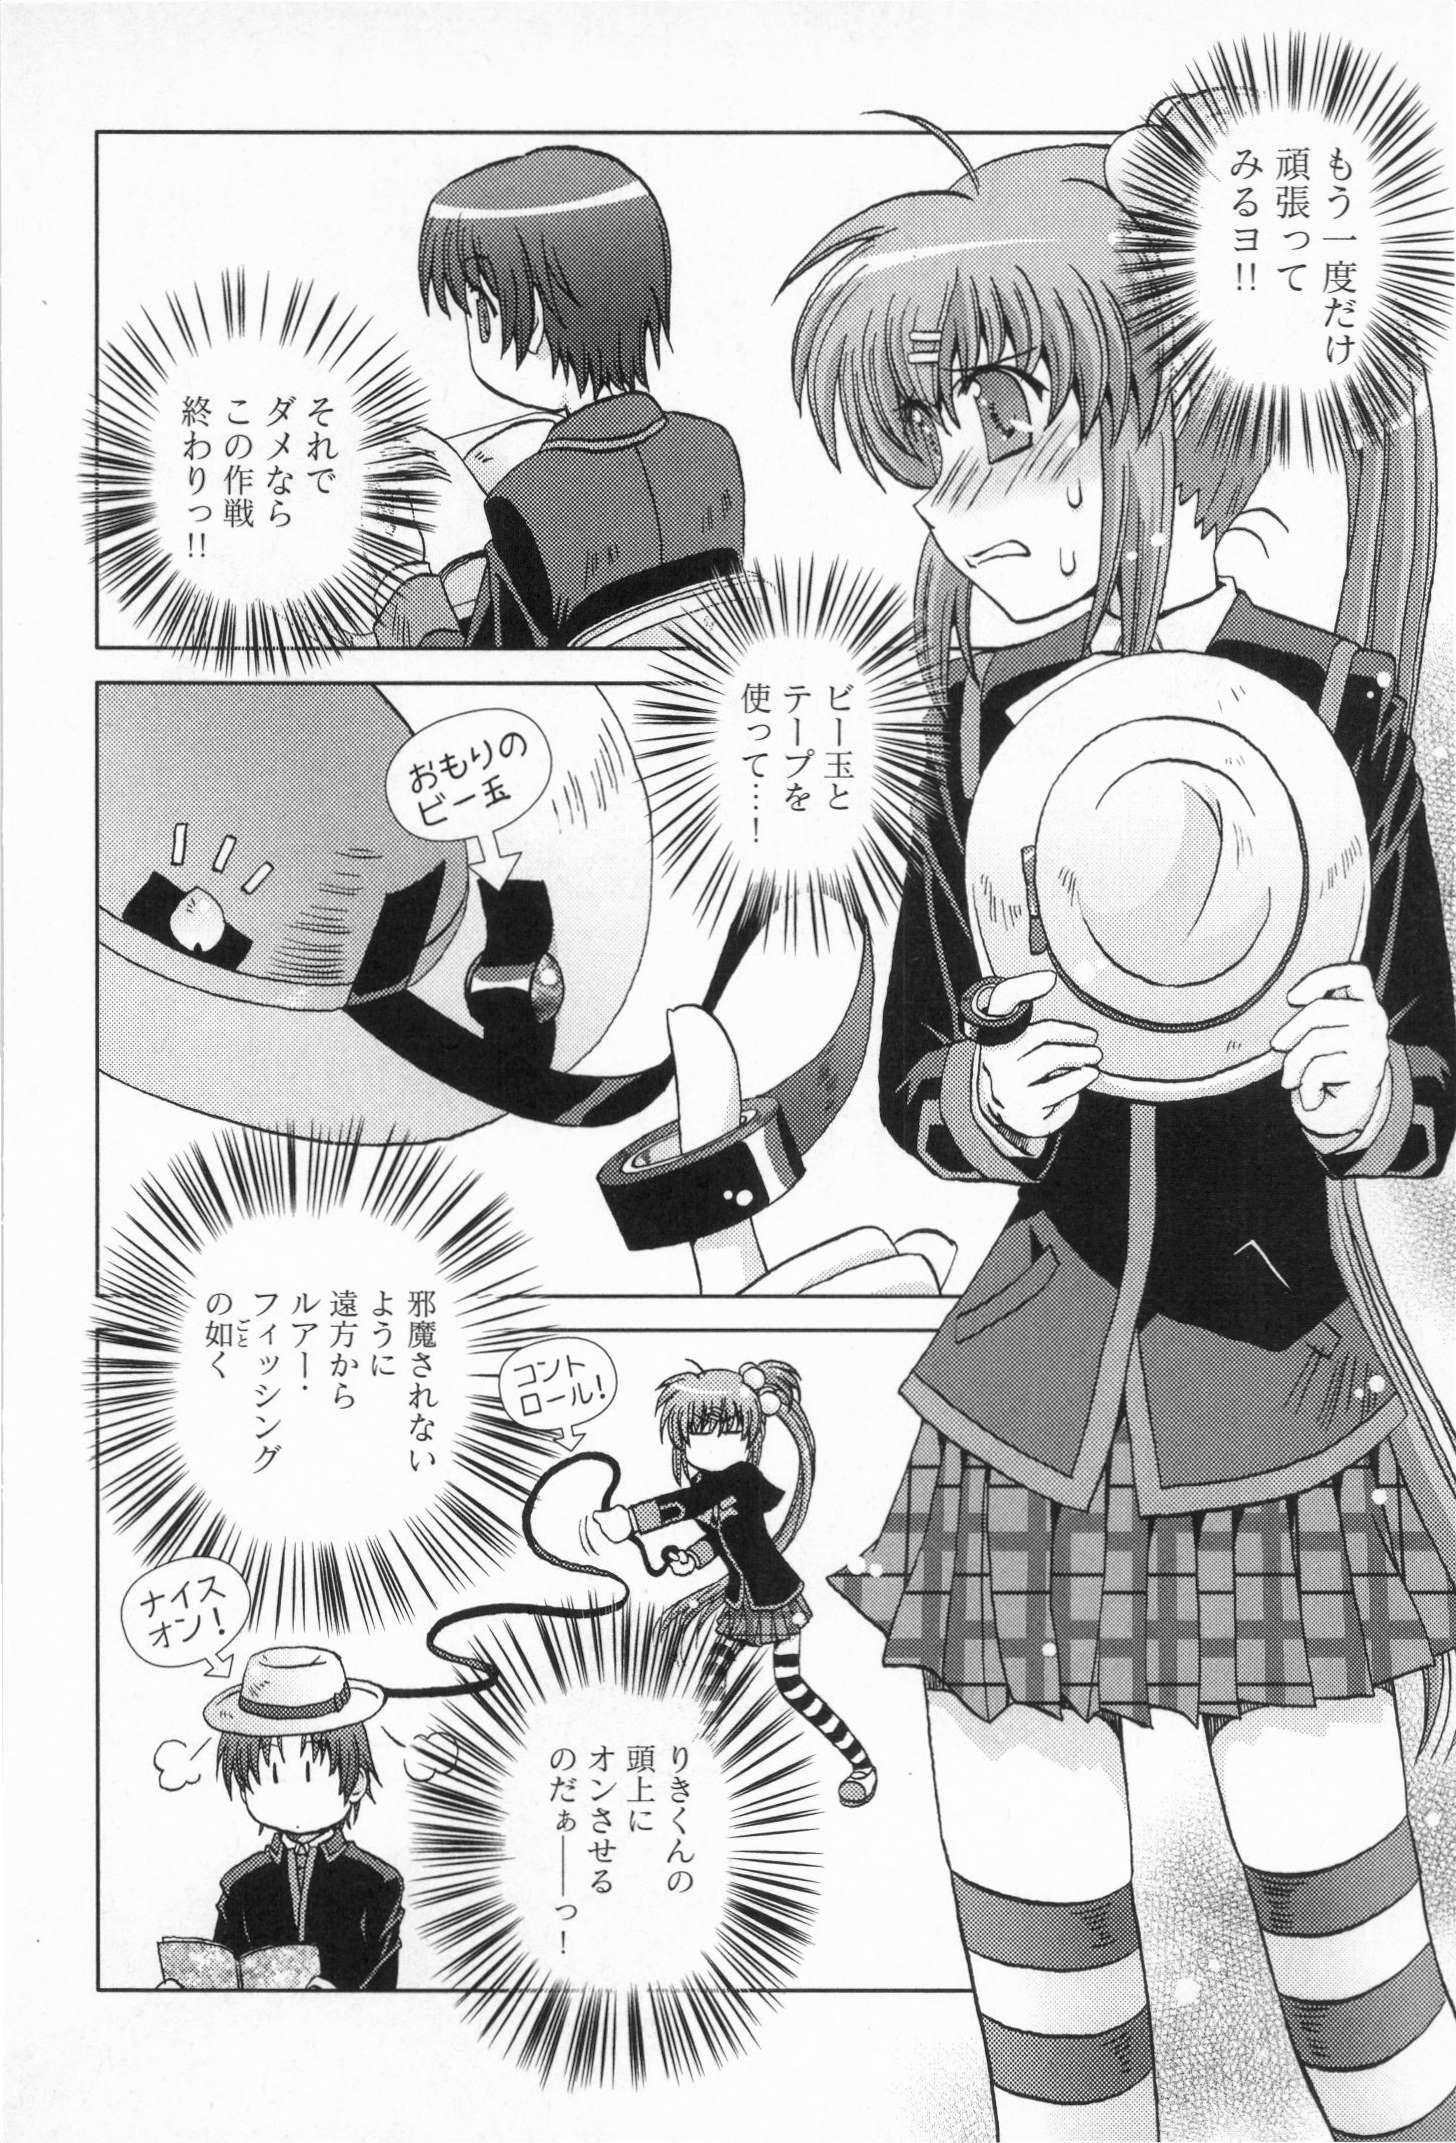 もう一度だけ
頑張って
みるヨ!!
それで
ダメなら
この作戦
終わりっ!!
ビー玉と
テープを
使って…!
おもりの
ビー玉
邪魔されない
ように
遠方から
ルアー・
フィッシング
の如く
ごと
コント
ロール!
ナイス
オン!
りきくんの
頭上に
オンさせる
のだぁ――っ!